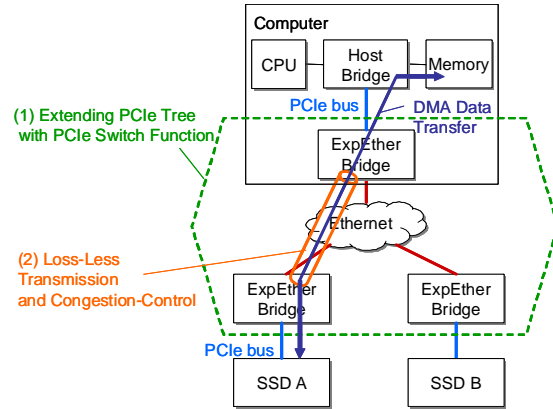 Computer
CPU
Host
Bridge
Memory
PCIe bus
DMA Data
Transfer
(1) Extending PCIe Tree
with PCIe Switch Function
ExpEther
Bridge
Ethernet
(2) Loss-Less
Transmission
and Congestion-Control
ExpEther
Bridge
ExpEther
Bridge
PCIe bus
SSD A
SSD B